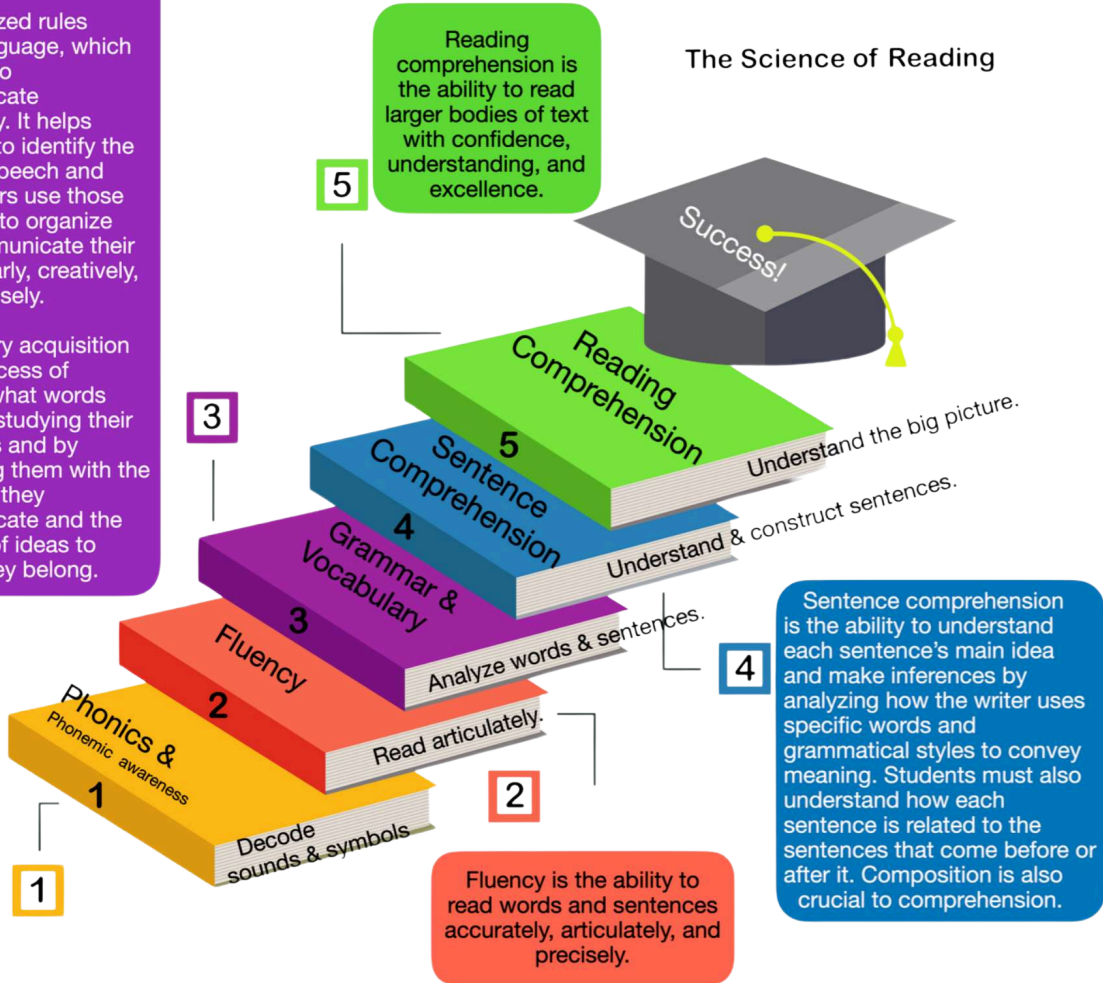 The Science of Reading
zed rules
guage, which
o
cate
y. It helps
to identify the
peech and
rs use those
to organize
municate their
arly, creatively,
sely.
ry acquisition
cess of
what words
studying their
s and by
g them with the
they
cate and the
of ideas to
ey belong.
Reading
comprehension is
the ability to read
larger bodies of text
with confidence,
understanding, and
excellence.
5
Success!
Reading
Comprehension
5
Understand the big picture.
3
Sentence
Comprehension
4
Understand & construct sentences.
Grammar &
Vocabulary
3
Analyze words & sentences.
Fluency
2
Read articulately.
Phonics &
Phonemic awareness
1
Decode
sounds & symbols
4
Sentence comprehension
is the ability to understand
each sentence's main idea
and make inferences by
analyzing how the writer uses
specific words and
grammatical styles to convey
meaning. Students must also
understand how each
sentence is related to the
sentences that come before or
after it. Composition is also
crucial to comprehension.
2
1
Fluency is the ability to
read words and sentences
accurately, articulately, and
precisely.